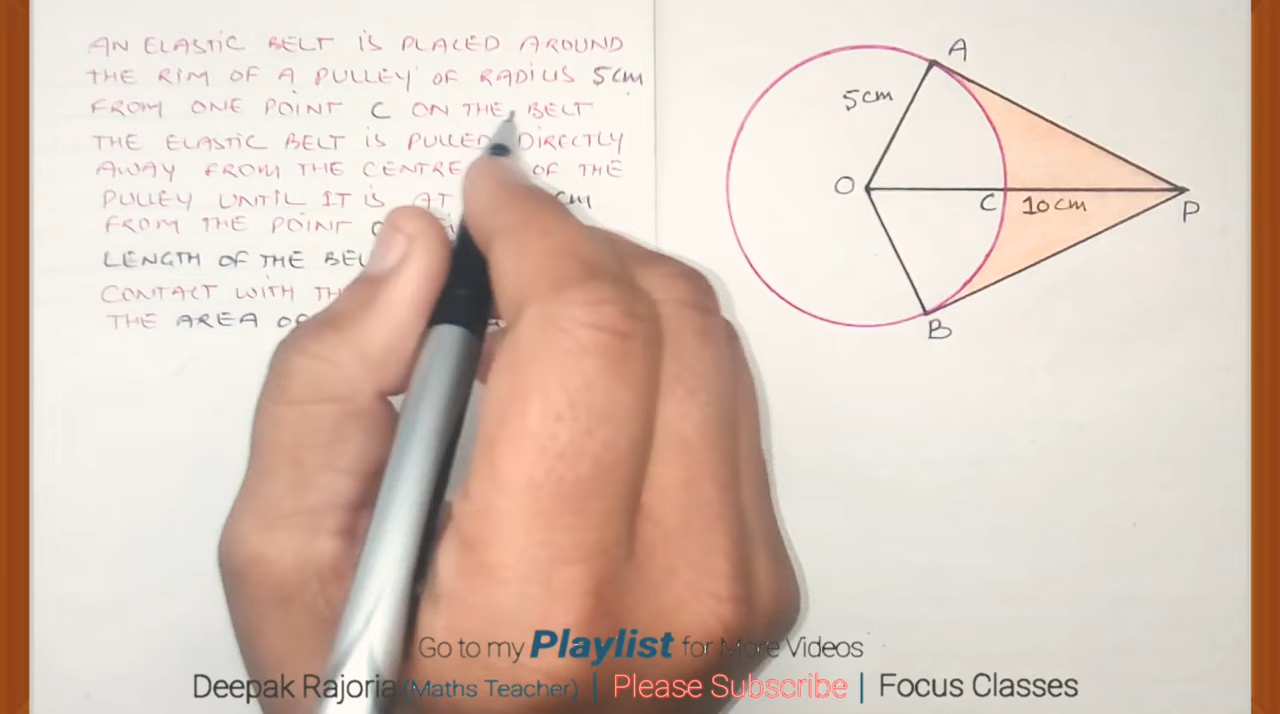 AN ELASTIC BELT IS PLACED AROUND
THE RIM OF A PULLEY OF RADIUS 5cm
FROM ONE POINT C ON THE BELT
THE ELASTIC BELT IS PULLED DIRECTLY
AWAY FROM THE CENTRE OF THE
PULLEY UNTIL IT IS AT cm
FROM THE POINT
LENGTH OF THE
CONTACT WITH
THE AREA
A
5cm
O
C
10cm
P
B
Go to my Playlist for More Videos
Deepak Rajoria (Maths Teacher) | Please Subscribe | Focus Classes